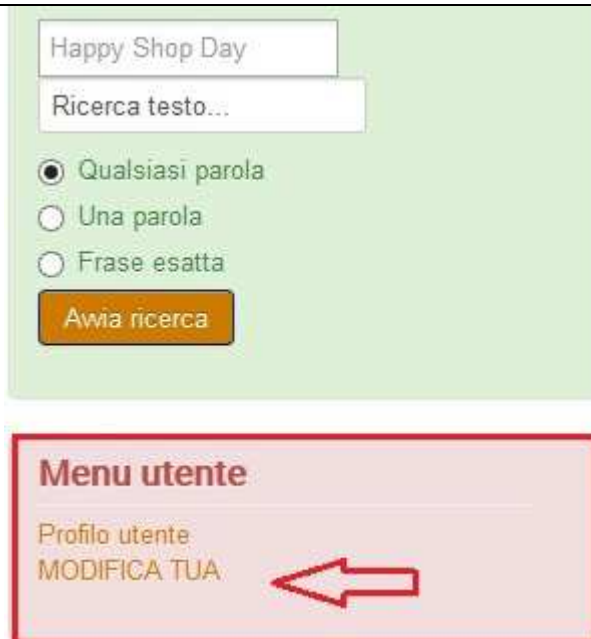 Happy Shop Day
Ricerca testo...
Qualsiasi parola
Una parola
Frase esatta
Avvia ricerca
Menu utente
Profilo utente
MODIFICA TUA